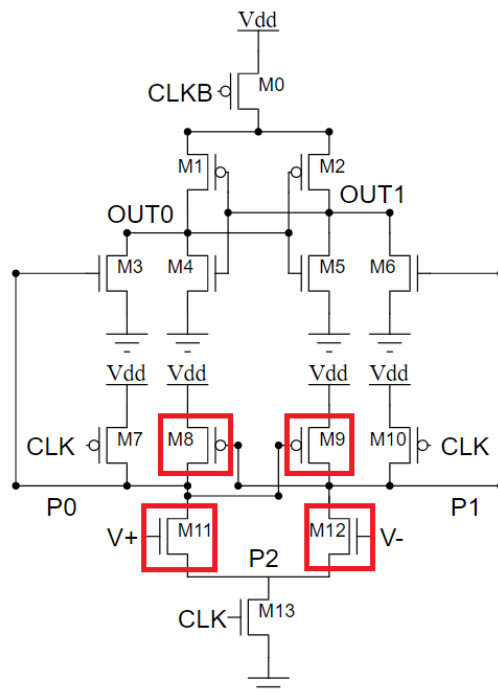 Vdd
CLKB M0
M1 M2
OUT0 OUT1
M3 M4 M5 M6
Vdd Vdd Vdd Vdd
CLK M7 M8 M9 M10 CLK
P0 P1
V+ M11 P2 M12 V-
CLK M13